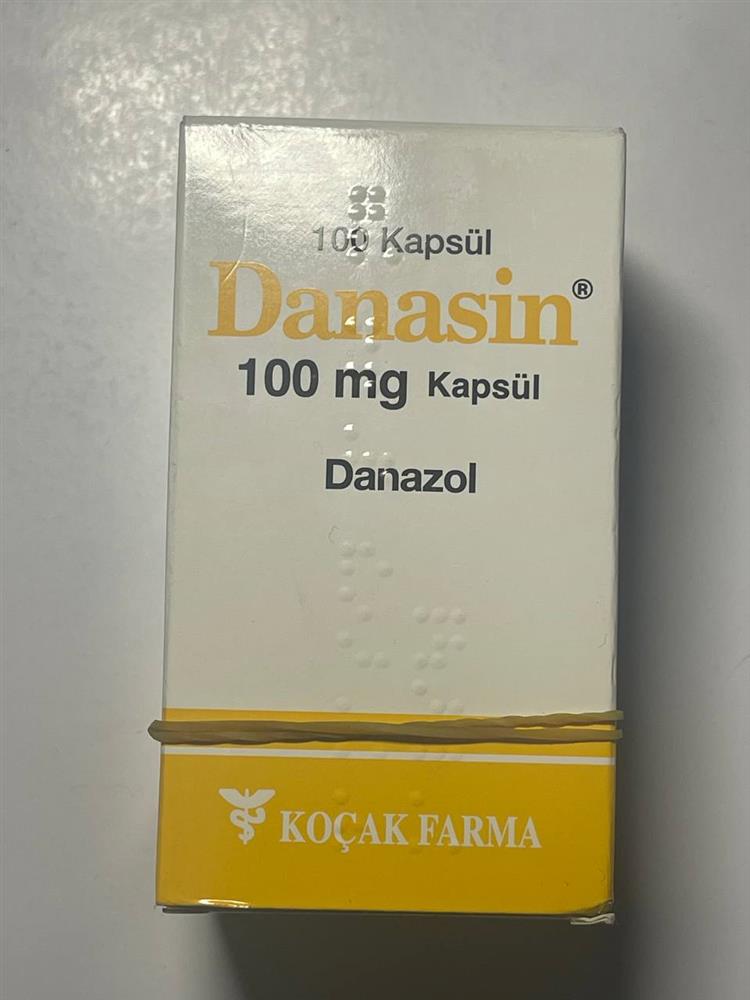 100 Kapsül
Danasin®
100 mg Kapsül
Danazol
KOÇAK FARMA